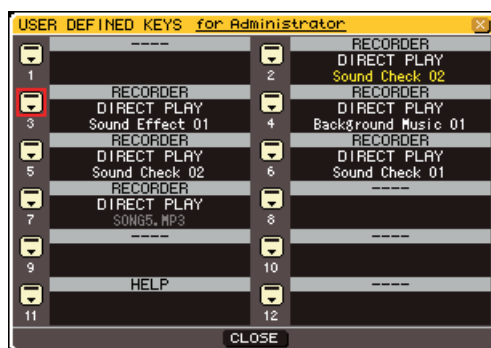 USER DEFINED KEYS for Administrator
----
1
RECORDER
DIRECT PLAY
Sound Check 02
2
RECORDER
DIRECT PLAY
Sound Effect 01
3
RECORDER
DIRECT PLAY
Background Music 01
4
RECORDER
DIRECT PLAY
Sound Check 02
5
RECORDER
DIRECT PLAY
Sound Check 01
6
RECORDER
DIRECT PLAY
SONG5.MP3
7
----
8
----
9
----
10
HELP
11
----
12
CLOSE